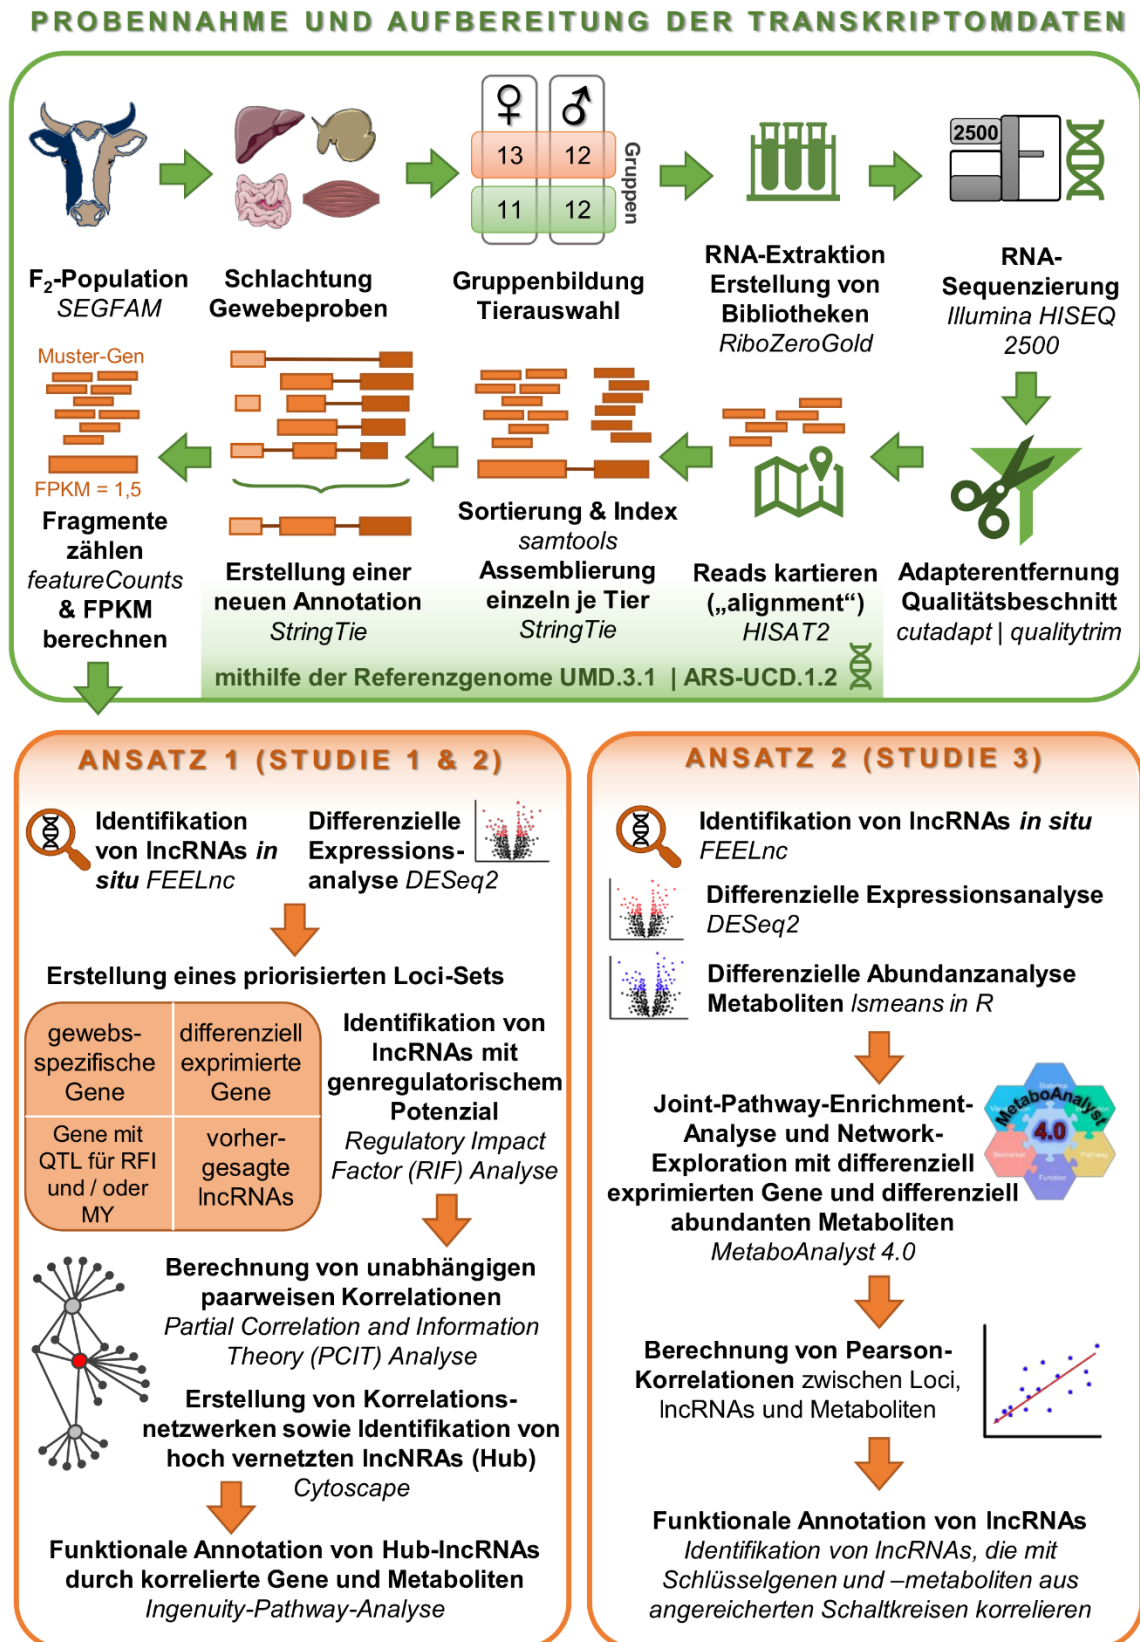 PROBENNAHME UND AUFBEREITUNG DER TRANSKRIPTOMDATEN
♀ ♂
13 12
11 12
Gruppen
2500
F₂-Population
SEGFAM
Schlachtung
Gewebeproben
Gruppenbildung
Tierauswahl
RNA-Extraktion
Erstellung von
Bibliotheken
RiboZeroGold
RNA-
Sequenzierung
Illumina HISEQ
2500
Adapterentfernung
Qualitätsbeschnitt
cutadapt | qualitytrim
Reads kartieren
(„alignment“)
HISAT2
Sortierung & Index
samtools
Assemblierung
einzeln je Tier
StringTie
Erstellung einer
neuen Annotation
StringTie
mithilfe der Referenzgenome UMD.3.1 | ARS-UCD.1.2
Muster-Gen
FPKM = 1,5
Fragmente
zählen
featureCounts
& FPKM
berechnen
ANSATZ 1 (STUDIE 1 & 2)
Identifikation
von lncRNAs in
situ FEELnc
Differenzielle
Expressions-
analyse DESeq2
Erstellung eines priorisierten Loci-Sets
gewebs-
spezifische
Gene
differenziell
exprimierte
Gene
Gene mit
QTL für RFI
und / oder
MY
vorher-
gesagte
lncRNAs
Identifikation von
lncRNAs mit
genregulatorischem
Potenzial
Regulatory Impact
Factor (RIF) Analyse
Berechnung von unabhängigen
paarweisen Korrelationen
Partial Correlation and Information
Theory (PCIT) Analyse
Erstellung von Korrelations-
netzwerken sowie Identifikation von
hoch vernetzten lncNRAs (Hub)
Cytoscape
Funktionale Annotation von Hub-lncRNAs
durch korrelierte Gene und Metaboliten
Ingenuity-Pathway-Analyse
ANSATZ 2 (STUDIE 3)
Identifikation von lncRNAs in situ
FEELnc
Differenzielle Expressionsanalyse
DESeq2
Differenzielle Abundanzanalyse
Metaboliten lsmeans in R
Joint-Pathway-Enrichment-
Analyse und Network-
Exploration mit differenziell
exprimierten Gene und differenziell
abundanten Metaboliten
MetaboAnalyst 4.0
Statistics
MetaboAnalyst
4.0
Biomarker
Pathway
Function
Berechnung von Pearson-
Korrelationen zwischen Loci,
lncRNAs und Metaboliten
Funktionale Annotation von lncRNAs
Identifikation von lncRNAs, die mit
Schlüsselgenen und –metaboliten aus
angereicherten Schaltkreisen korrelieren